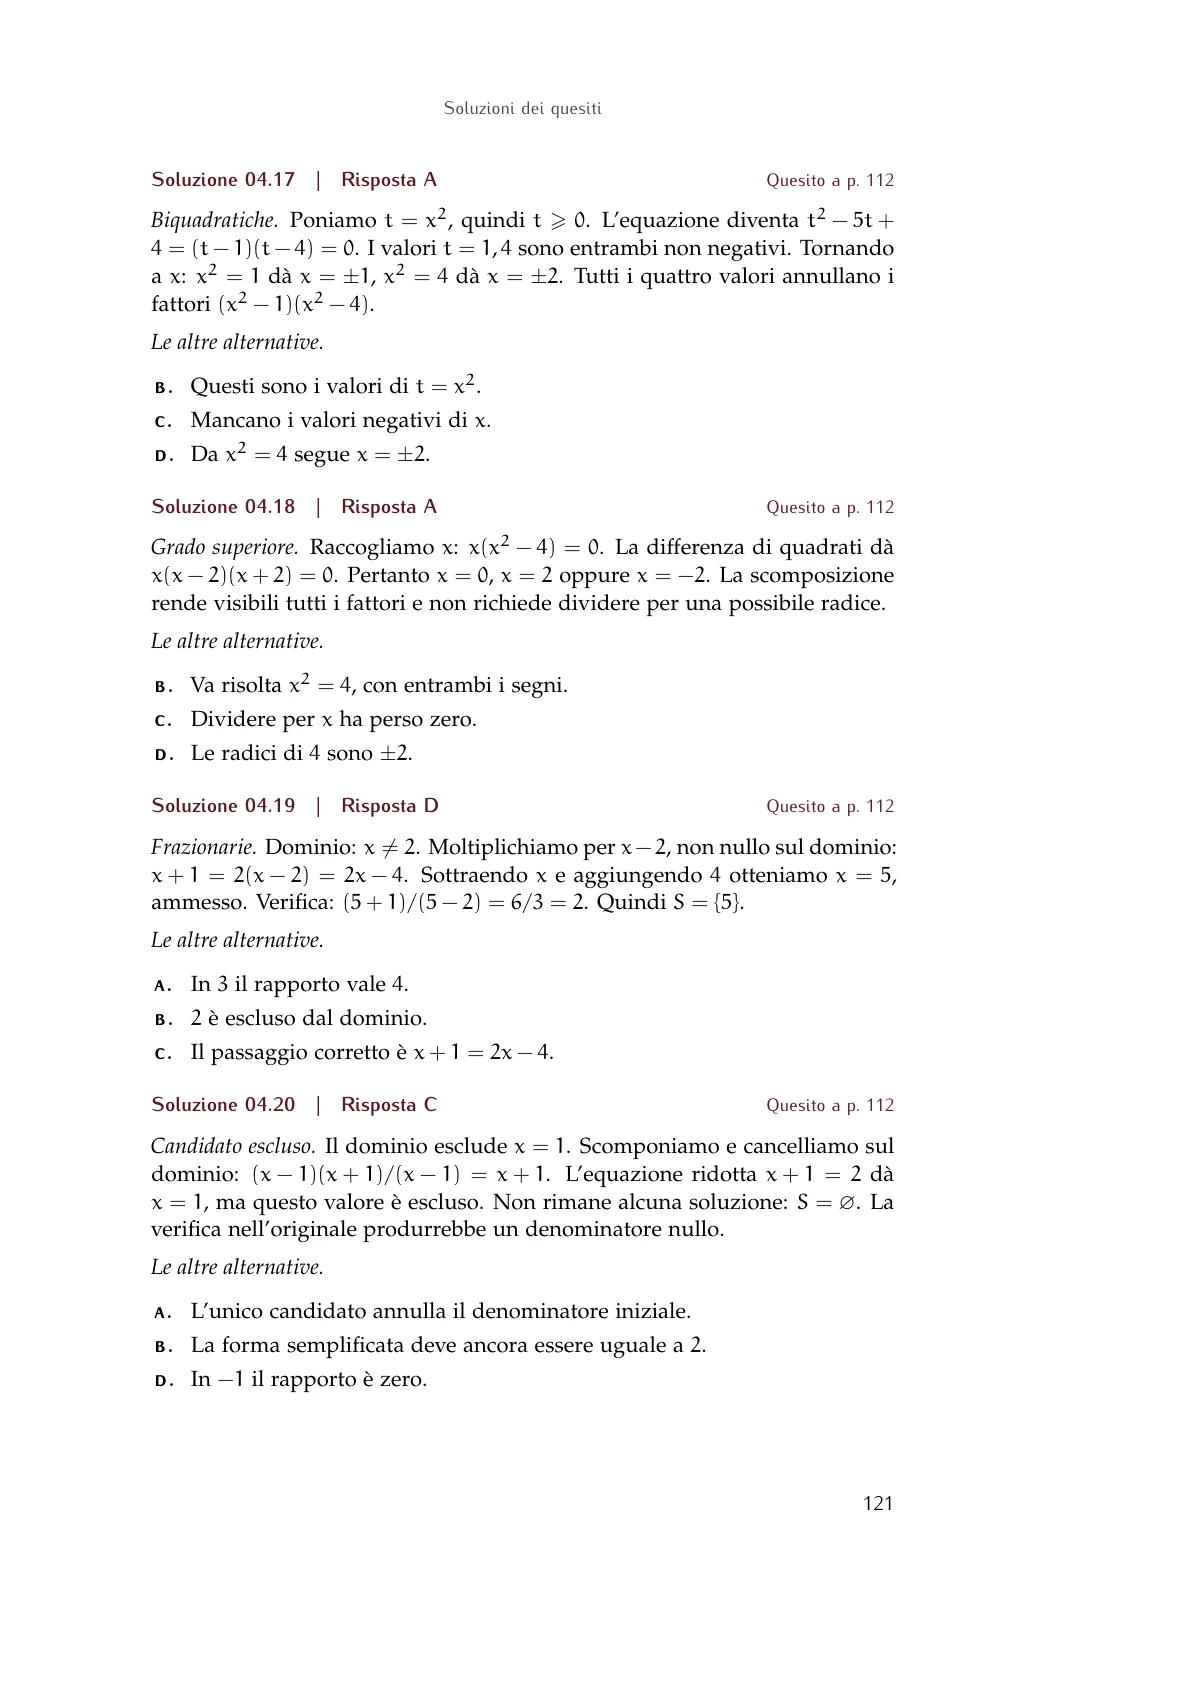 Soluzioni dei quesiti
Soluzione 04.17 | Risposta A Quesito a p. 112
Biquadratiche. Poniamo t = x², quindi t ⩾ 0. L'equazione diventa t² − 5t +
4 = (t − 1)(t − 4) = 0. I valori t = 1, 4 sono entrambi non negativi. Tornando
a x: x² = 1 dà x = ±1, x² = 4 dà x = ±2. Tutti i quattro valori annullano i
fattori (x² − 1)(x² − 4).
Le altre alternative.
B. Questi sono i valori di t = x².
C. Mancano i valori negativi di x.
D. Da x² = 4 segue x = ±2.
Soluzione 04.18 | Risposta A Quesito a p. 112
Grado superiore. Raccogliamo x: x(x² − 4) = 0. La differenza di quadrati dà
x(x − 2)(x + 2) = 0. Pertanto x = 0, x = 2 oppure x = −2. La scomposizione
rende visibili tutti i fattori e non richiede dividere per una possibile radice.
Le altre alternative.
B. Va risolta x² = 4, con entrambi i segni.
C. Dividere per x ha perso zero.
D. Le radici di 4 sono ±2.
Soluzione 04.19 | Risposta D Quesito a p. 112
Frazionarie. Dominio: x ≠ 2. Moltiplichiamo per x − 2, non nullo sul dominio:
x + 1 = 2(x − 2) = 2x − 4. Sottraendo x e aggiungendo 4 otteniamo x = 5,
ammesso. Verifica: (5 + 1)/(5 − 2) = 6/3 = 2. Quindi S = {5}.
Le altre alternative.
A. In 3 il rapporto vale 4.
B. 2 è escluso dal dominio.
C. Il passaggio corretto è x + 1 = 2x − 4.
Soluzione 04.20 | Risposta C Quesito a p. 112
Candidato escluso. Il dominio esclude x = 1. Scomponiamo e cancelliamo sul
dominio: (x − 1)(x + 1)/(x − 1) = x + 1. L'equazione ridotta x + 1 = 2 dà
x = 1, ma questo valore è escluso. Non rimane alcuna soluzione: S = ∅. La
verifica nell'originale produrrebbe un denominatore nullo.
Le altre alternative.
A. L'unico candidato annulla il denominatore iniziale.
B. La forma semplificata deve ancora essere uguale a 2.
D. In −1 il rapporto è zero.
121